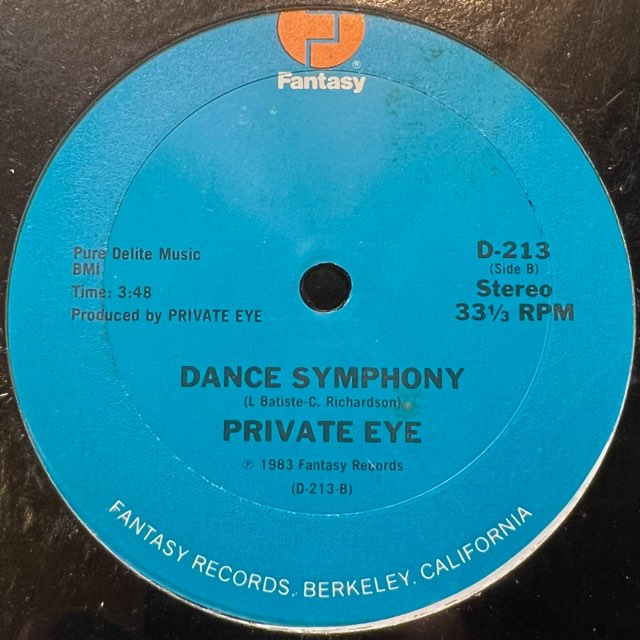 Fantasy®
Pure Delite Music
BMI
Time: 3:48
Produced by PRIVATE EYE
D-213
(Side B)
Stereo
33⅓ RPM
DANCE SYMPHONY
(L Batiste-C. Richardson)
PRIVATE EYE
℗ 1983 Fantasy Records
(D-213-B)
FANTASY RECORDS, BERKELEY, CALIFORNIA